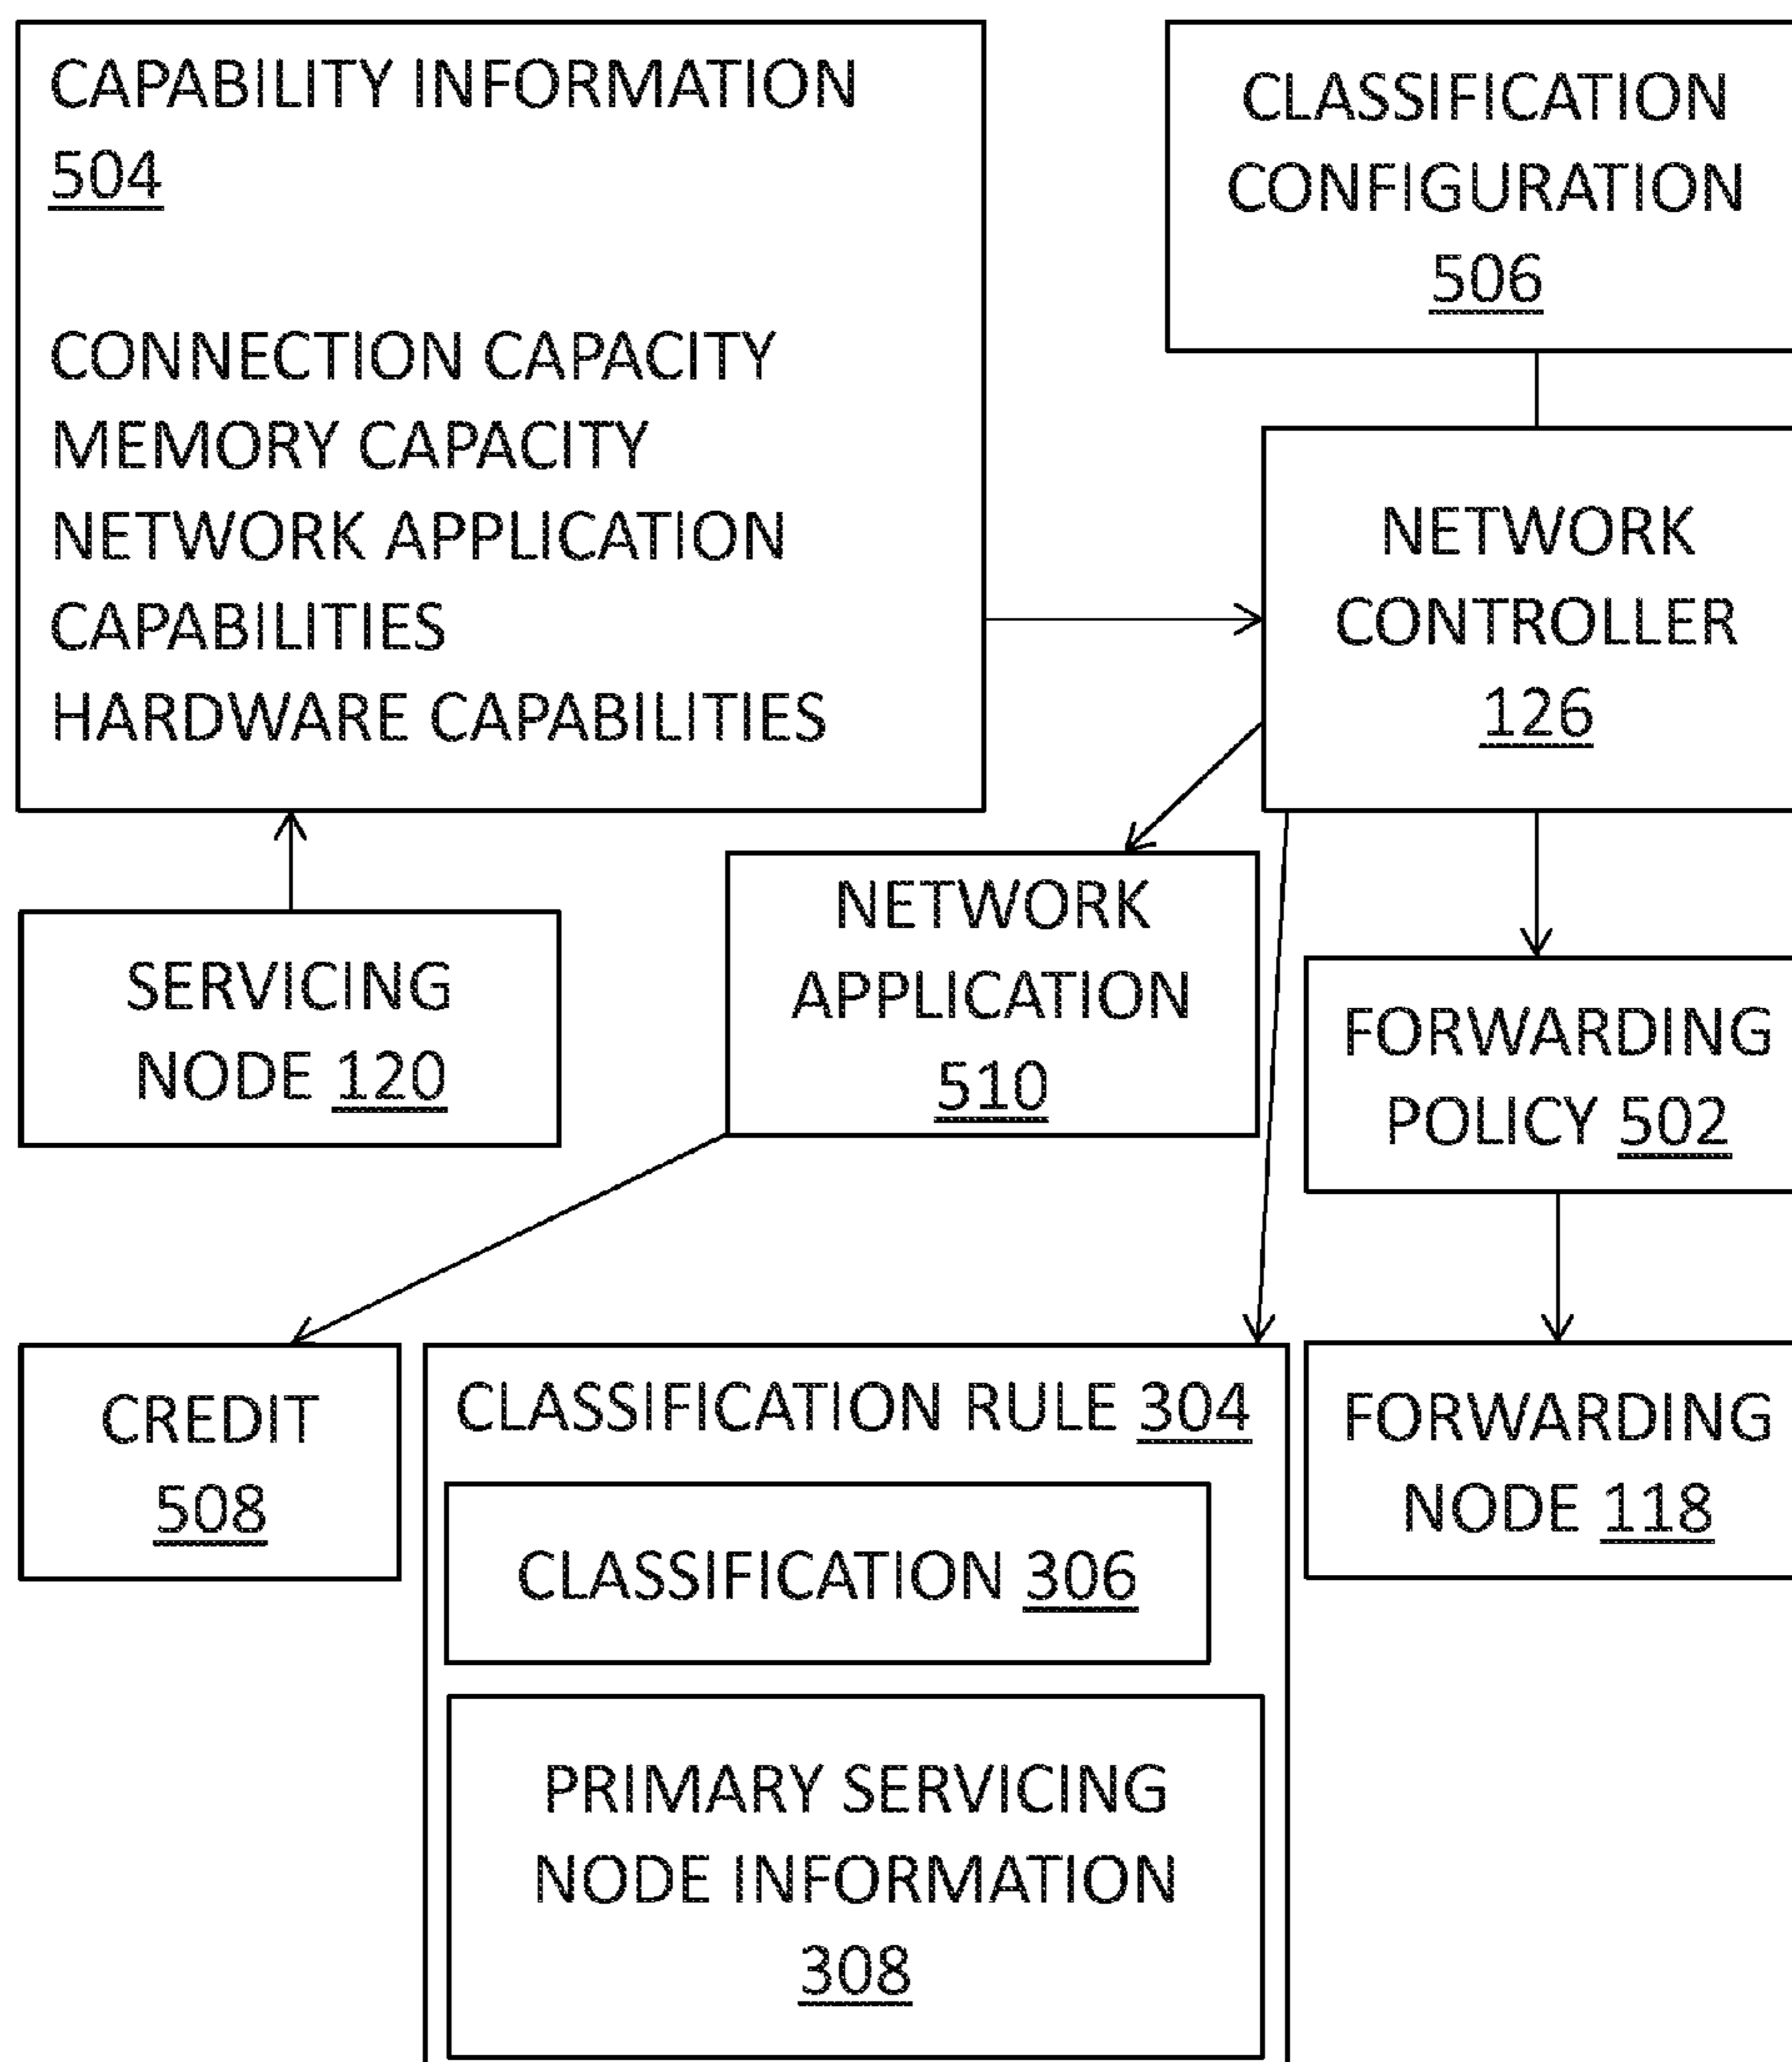 CAPABILITY INFORMATION
504
CONNECTION CAPACITY
MEMORY CAPACITY
NETWORK APPLICATION
CAPABILITIES
HARDWARE CAPABILITIES
CLASSIFICATION
CONFIGURATION
506
NETWORK
CONTROLLER
126
SERVICING
NODE 120
NETWORK
APPLICATION
510
FORWARDING
POLICY 502
CREDIT
508
CLASSIFICATION RULE 304
CLASSIFICATION 306
PRIMARY SERVICING
NODE INFORMATION
308
FORWARDING
NODE 118